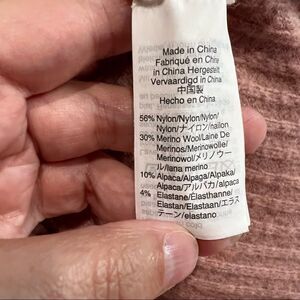 Made in China
Fabriqué en Chine
in China Hergestelt
Vervaardigd in China
中国製
Hecho en China
56% Nylon/Nylon/Nylon/
Nylon/ナイロン/nailon
30% Merino Wool/Laine De
Merinos/Merinowolle/
Merinowol/メリノウー
ル/lana merino
10% Alpaca/Alpaga/Alpaka/
Alpaca/アルパカ/alpaca
4% Elastane/Élasthanne/
Elastan/Elastaan/エラス
テーン/elastano